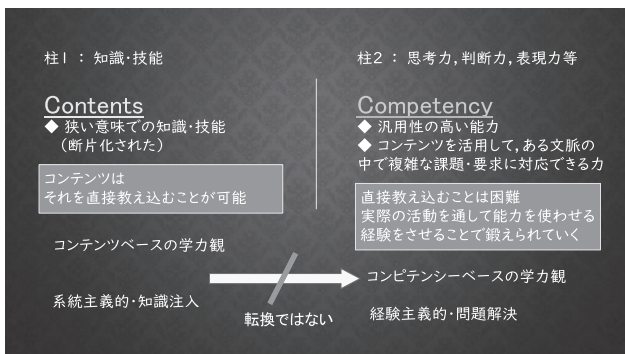 柱1 : 知識・技能
Contents
◆ 狭い意味での知識・技能
(断片化された)
コンテンツは
それを直接教え込むことが可能
コンテンツベースの学力観
系統主義的・知識注入
柱2 : 思考力,判断力,表現力等
Competency
◆ 汎用性の高い能力
◆ コンテンツを活用して,ある文脈の
中で複雑な課題・要求に対応できる力
直接教え込むことは困難
実際の活動を通して能力を使わせる
経験をさせることで鍛えられていく
コンピテンシーベースの学力観
経験主義的・問題解決
転換ではない